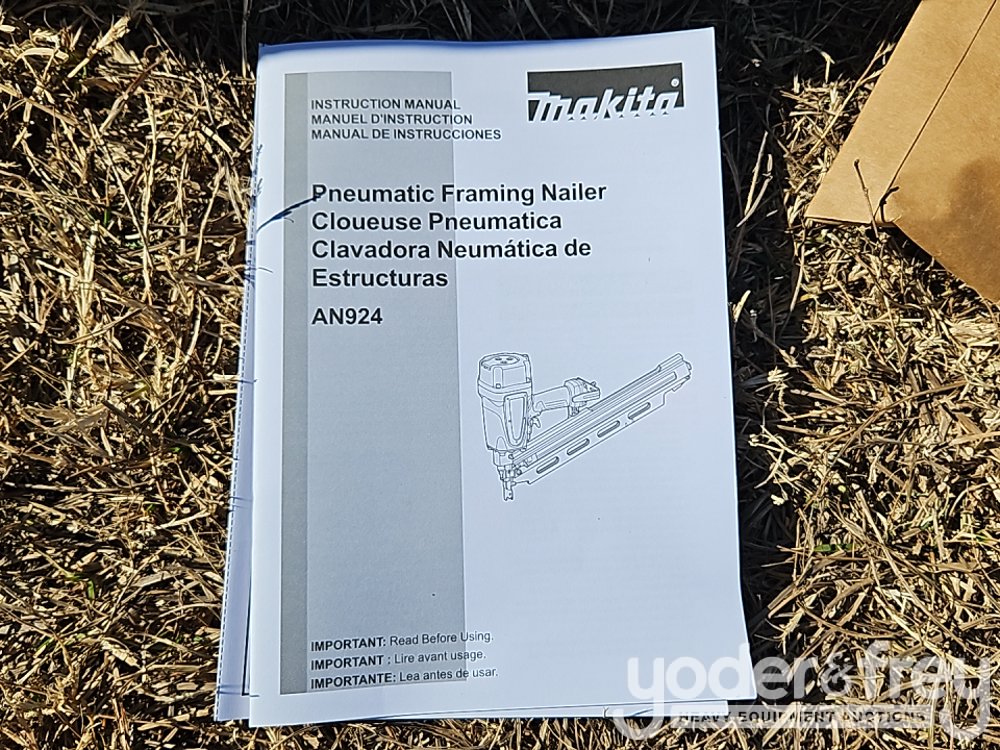 INSTRUCTION MANUAL
MANUEL D'INSTRUCTION
MANUAL DE INSTRUCCIONES
makita®
Pneumatic Framing Nailer
Cloueuse Pneumatica
Clavadora Neumática de
Estructuras
AN924
IMPORTANT: Read Before Using.
IMPORTANT : Lire avant usage.
IMPORTANTE: Lea antes de usar.
yoder&frey
HEAVY EQUIPMENT AUCTIONS